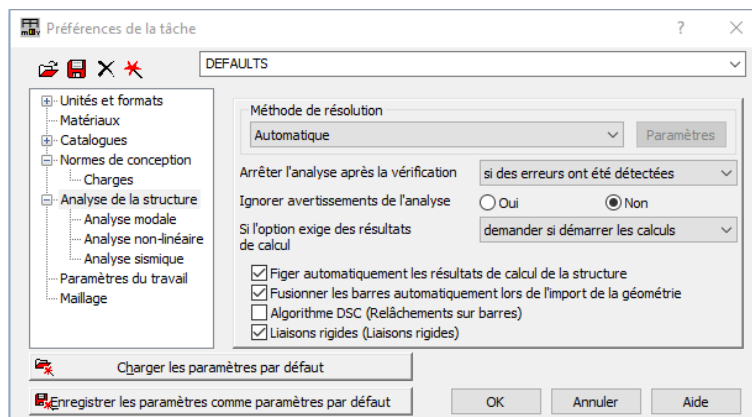 Préférences de la tâche
DEFAULTS
Unités et formats
Matériaux
Catalogues
Normes de conception
Charges
Analyse de la structure
Analyse modale
Analyse non-linéaire
Analyse sismique
Paramètres du travail
Maillage
Méthode de résolution
Automatique
Paramètres
Arrêter l'analyse après la vérification
si des erreurs ont été détectées
Ignorer avertissements de l'analyse
Oui
Non
Si l'option exige des résultats
de calcul
demander si démarrer les calculs
Figer automatiquement les résultats de calcul de la structure
Fusionner les barres automatiquement lors de l'import de la géométrie
Algorithme DSC (Relâchements sur barres)
Liaisons rigides (Liaisons rigides)
Charger les paramètres par défaut
Enregistrer les paramètres comme paramètres par défaut
OK
Annuler
Aide